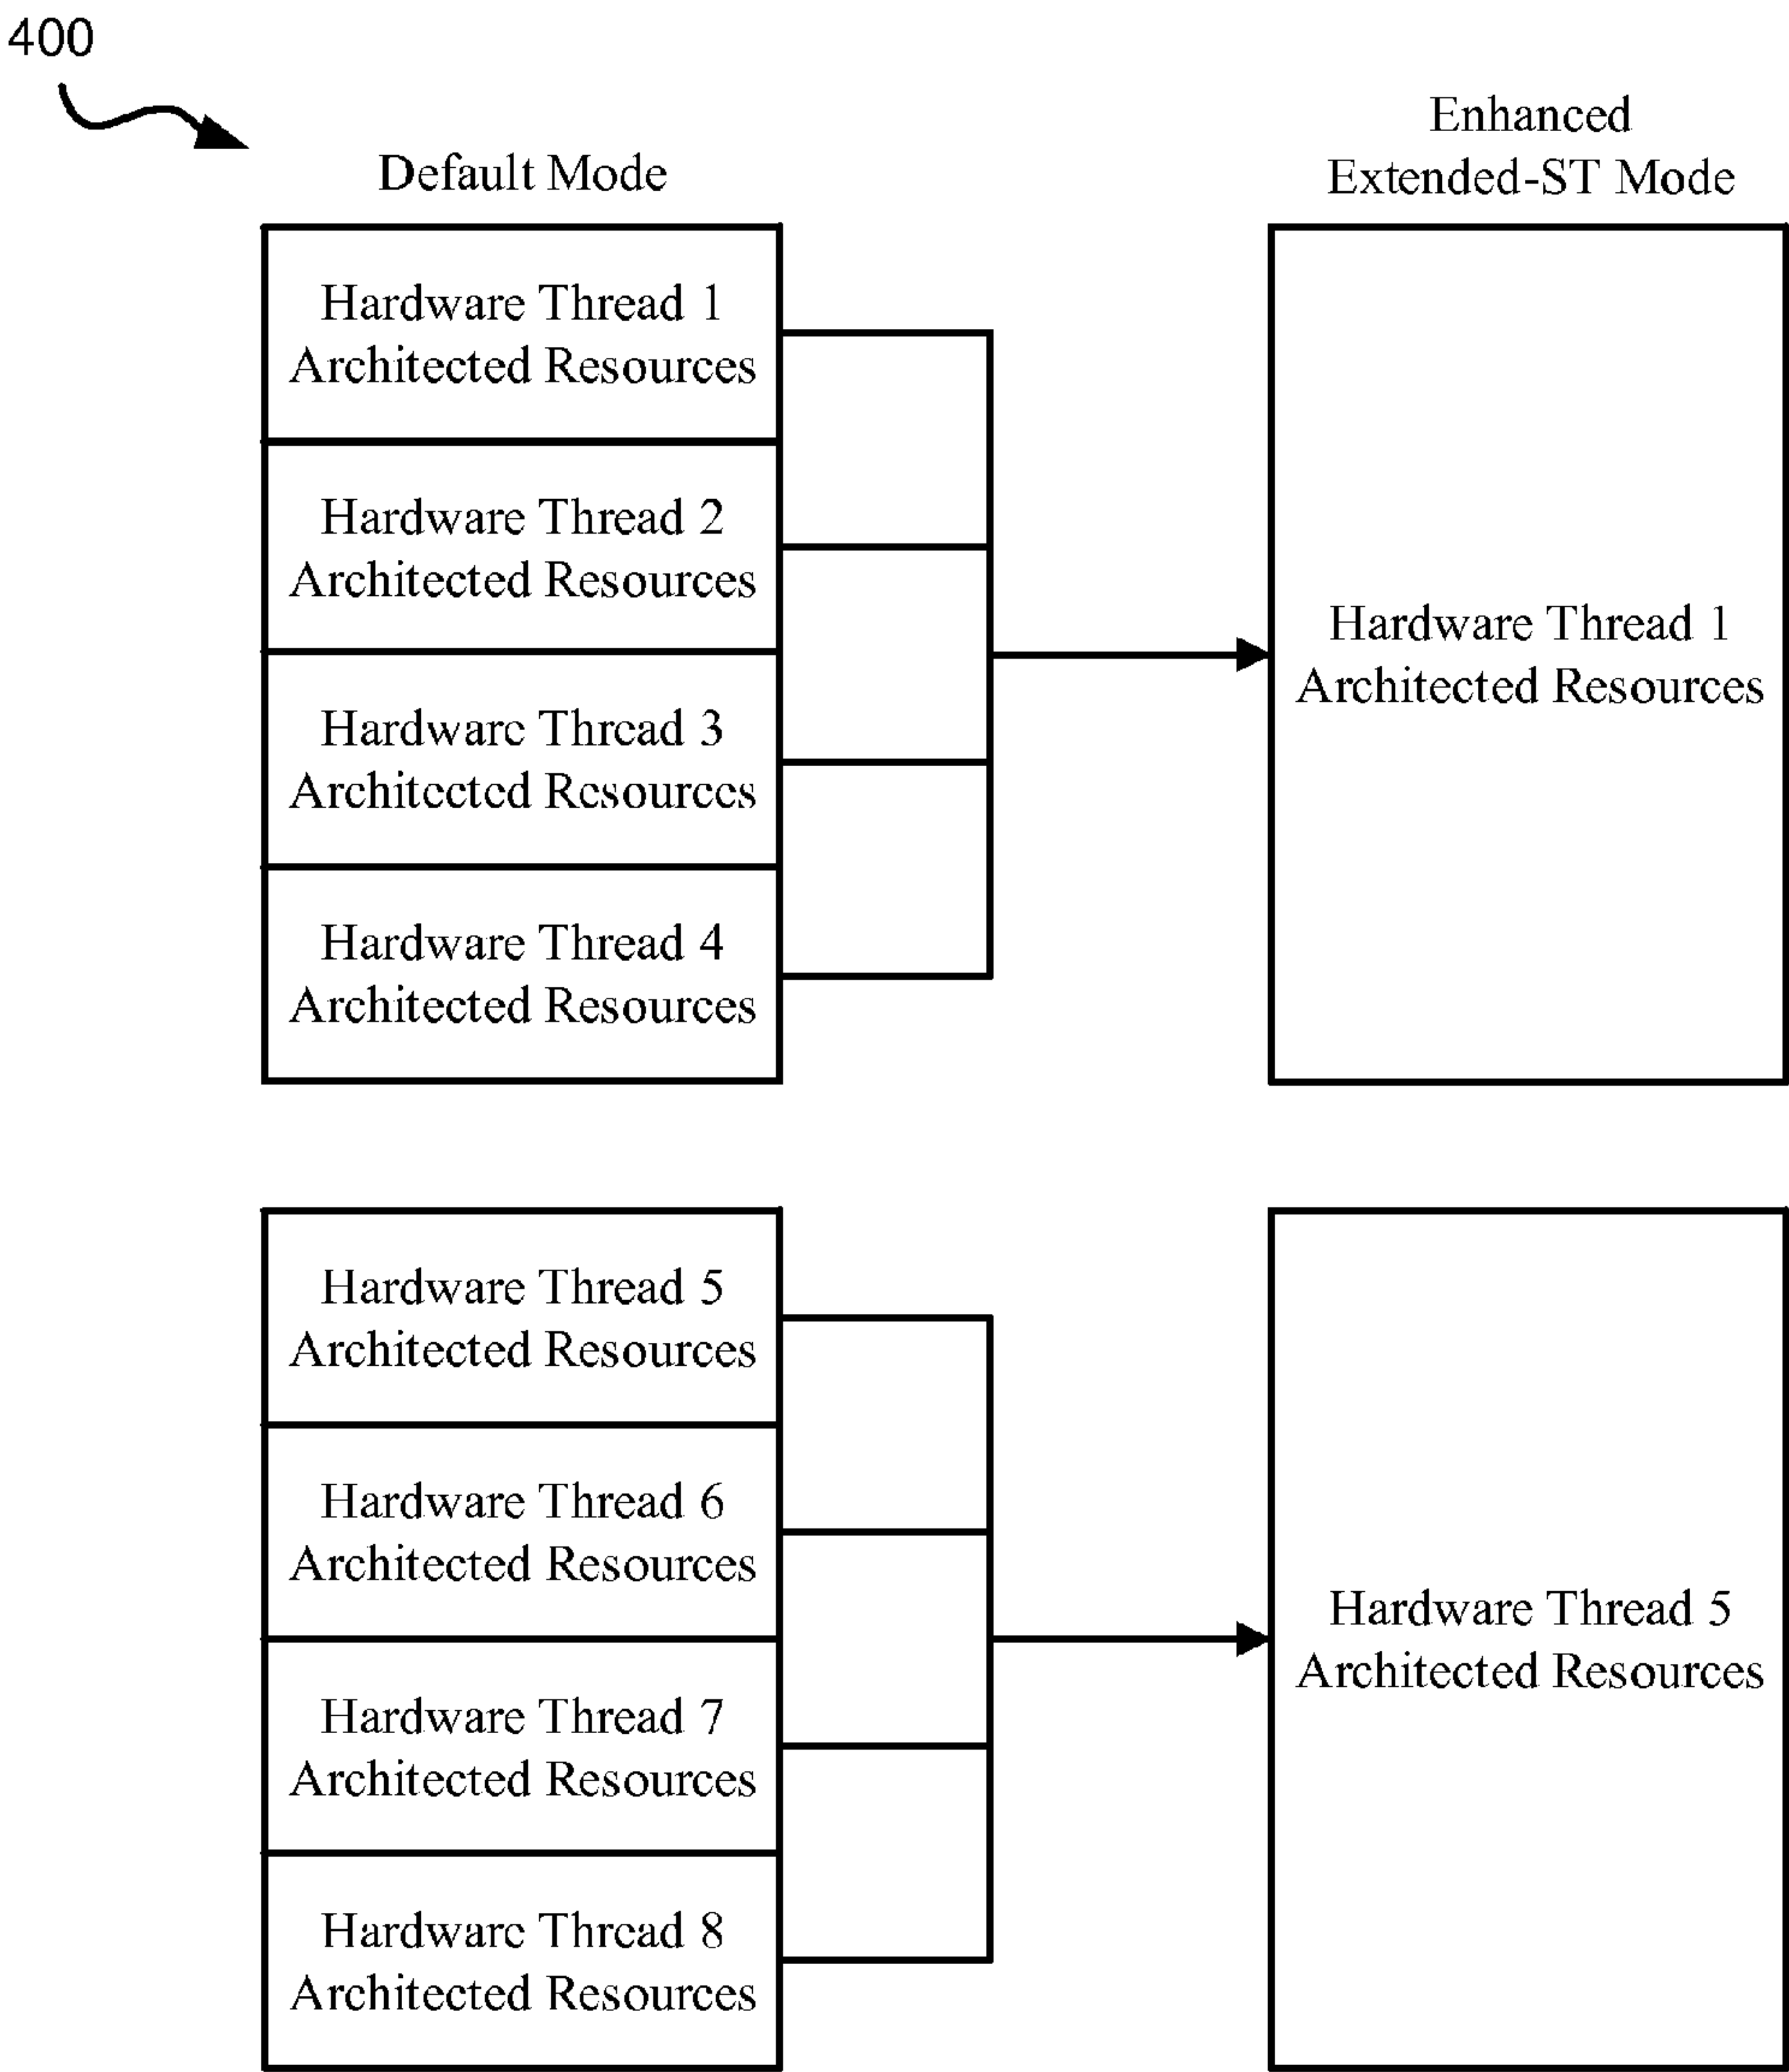 400
Default Mode
Enhanced
Extended-ST Mode
Hardware Thread 1
Architected Resources
Hardware Thread 2
Architected Resources
Hardware Thread 3
Architected Resources
Hardware Thread 4
Architected Resources
Hardware Thread 1
Architected Resources
Hardware Thread 5
Architected Resources
Hardware Thread 6
Architected Resources
Hardware Thread 7
Architected Resources
Hardware Thread 8
Architected Resources
Hardware Thread 5
Architected Resources